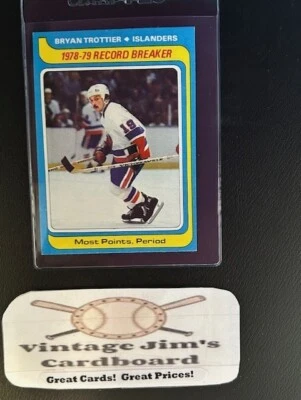 BRYAN TROTTIER ★ ISLANDERS
1978-79 RECORD BREAKER
19
Most Points, Period
Vintage Jim's
Cardboard
Great Cards! Great Prices!